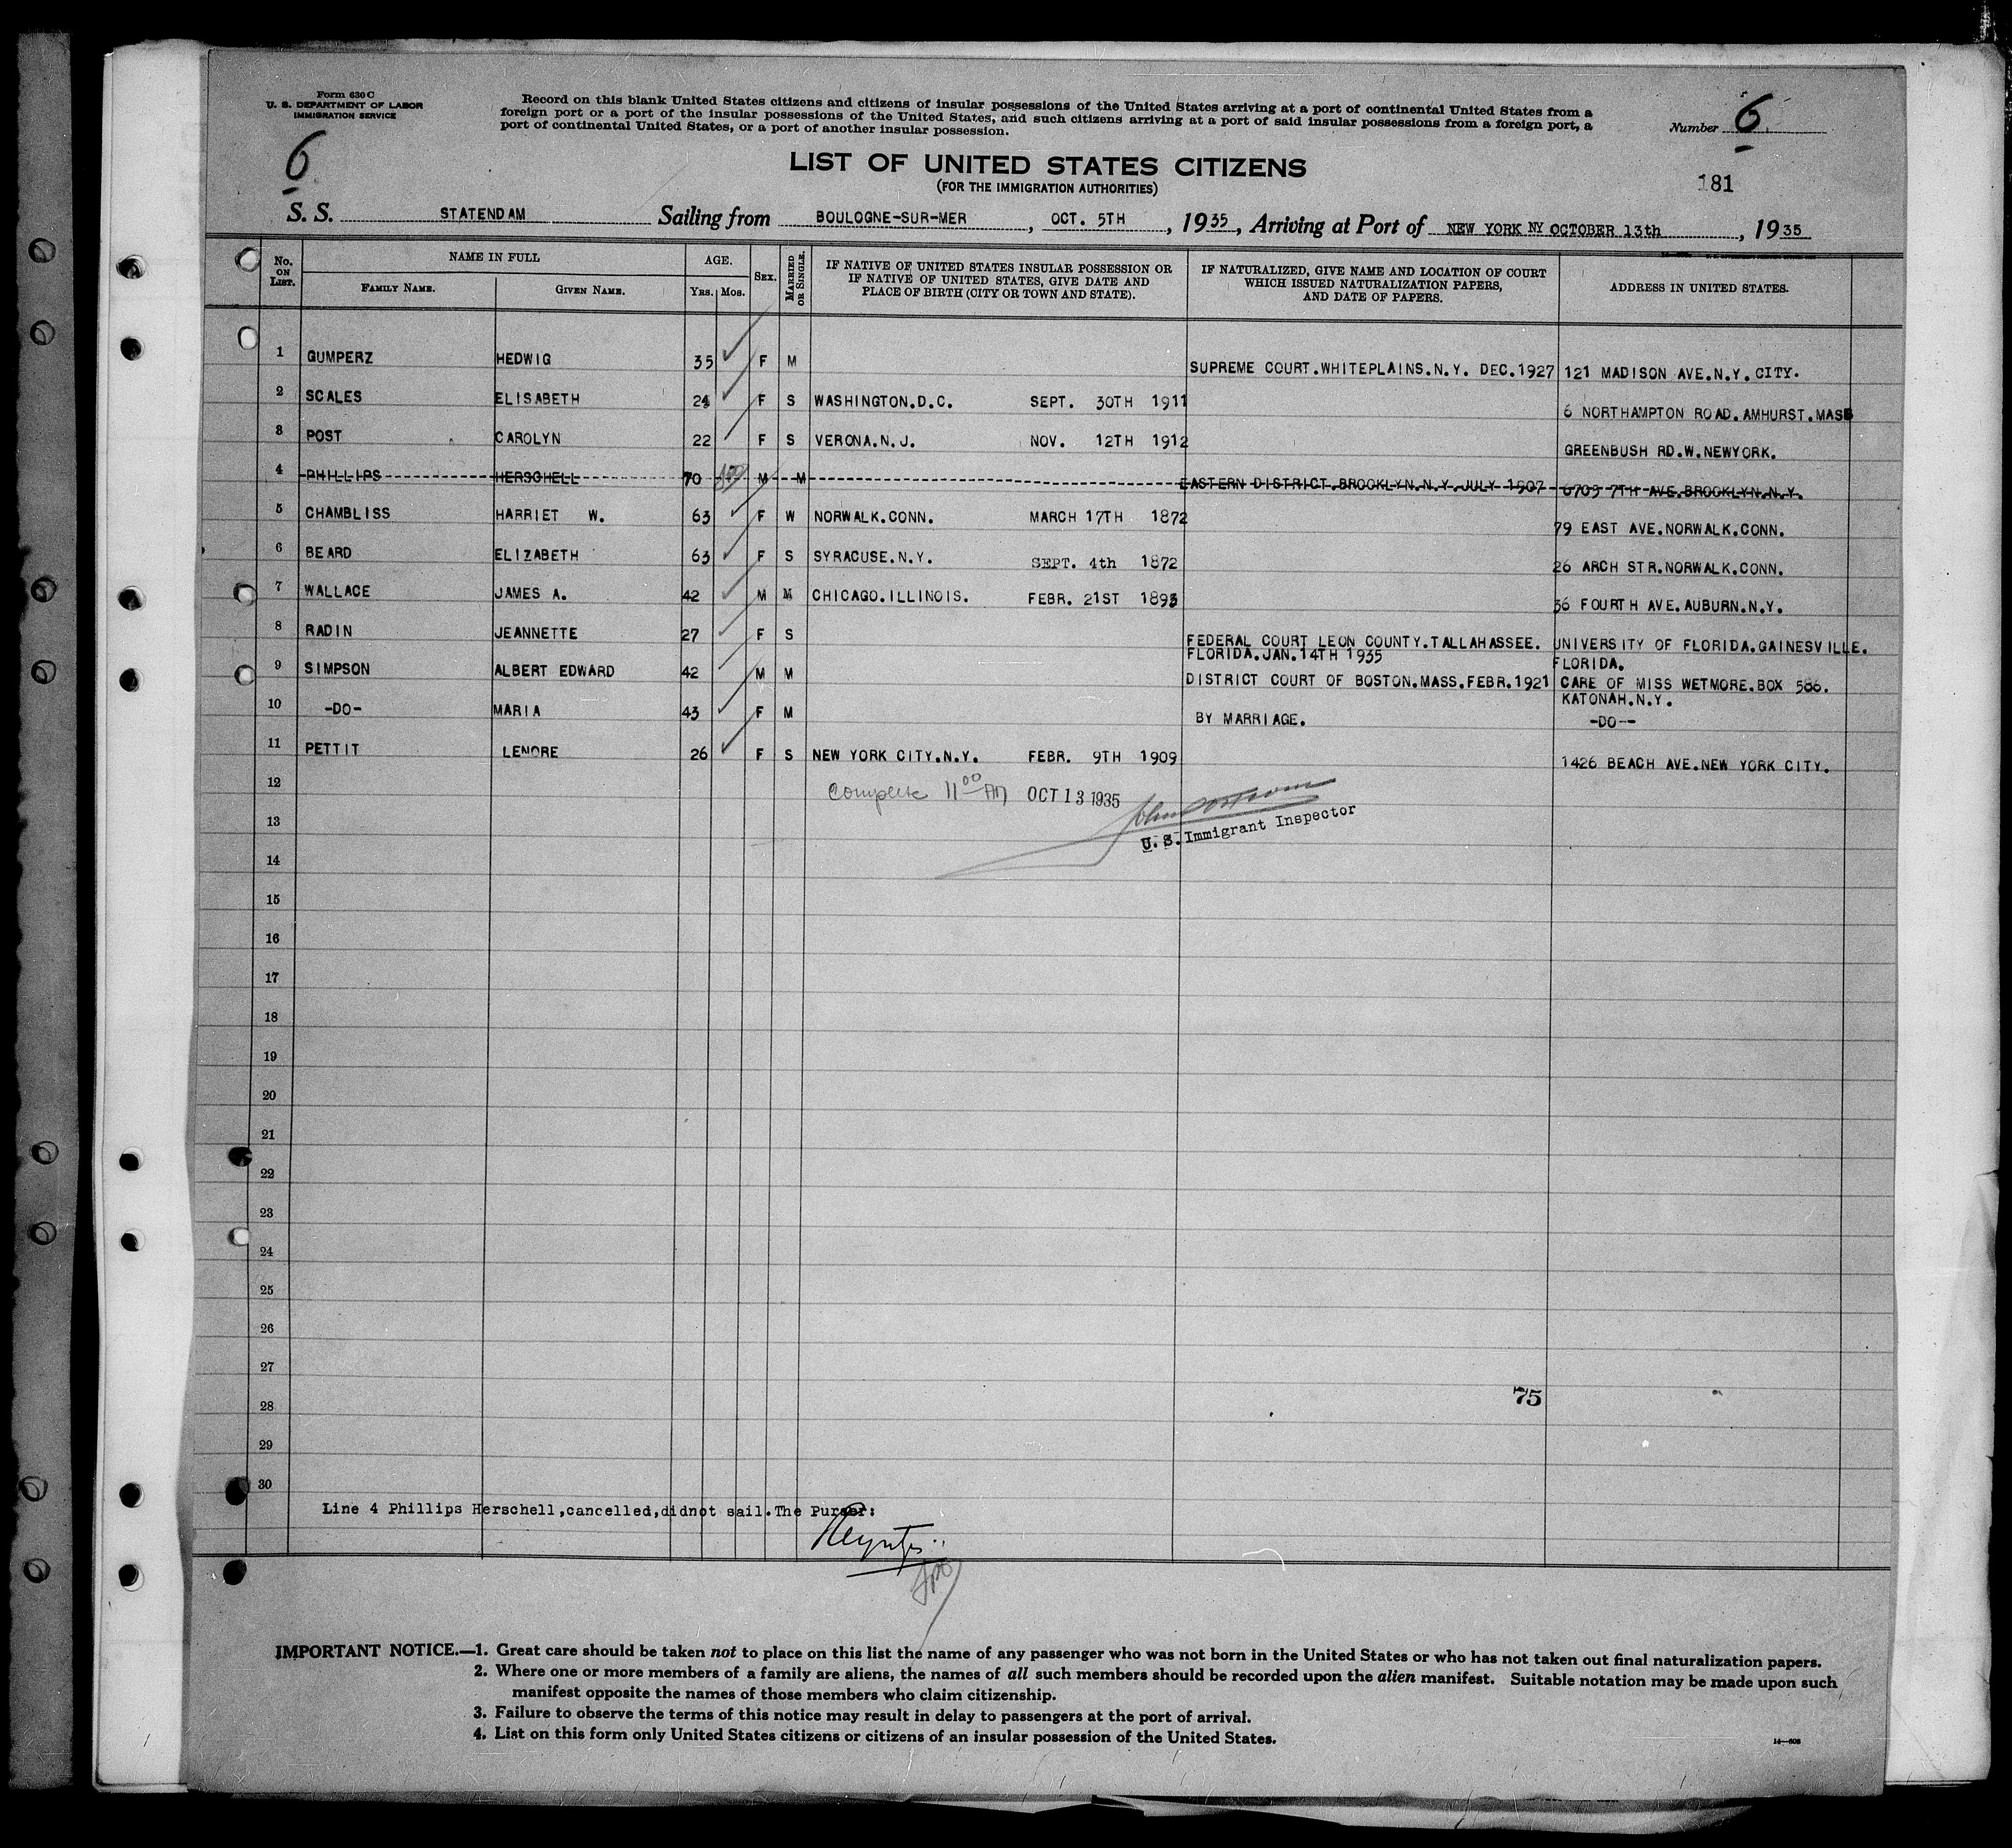 Form 630 C
U. S. DEPARTMENT OF LABOR
IMMIGRATION SERVICE
6
Record on this blank United States citizens and citizens of insular possessions of the United States arriving at a port of continental United States from a
foreign port or a port of the insular possessions of the United States, and such citizens arriving at a port of said insular possessions from a foreign port, a
port of continental United States, or a port of another insular possession.
Number 6
LIST OF UNITED STATES CITIZENS
(FOR THE IMMIGRATION AUTHORITIES)
181
S. S. STATENDAM Sailing from BOULOGNE-SUR-MER, OCT. 5TH, 1935, Arriving at Port of NEW YORK NY OCTOBER 13th, 1935
No. ON LIST. NAME IN FULL FAMILY NAME. GIVEN NAME. AGE. YRS. MOS. SEX. MARRIED OR SINGLE. IF NATIVE OF UNITED STATES INSULAR POSSESSION OR IF NATIVE OF UNITED STATES, GIVE DATE AND PLACE OF BIRTH (CITY OR TOWN AND STATE). IF NATURALIZED, GIVE NAME AND LOCATION OF COURT WHICH ISSUED NATURALIZATION PAPERS, AND DATE OF PAPERS. ADDRESS IN UNITED STATES.
1 GUMPERZ HEDWIG 35 F M SUPREME COURT.WHITEPLAINS.N.Y. DEC.1927 121 MADISON AVE.N.Y.CITY.
2 SCALES ELISABETH 24 F S WASHINGTON.D.C. SEPT. 30TH 1911 6 NORTHAMPTON ROAD.AMHURST.MASS
3 POST CAROLYN 22 F S VERONA.N.J. NOV. 12TH 1912 GREENBUSH RD.W.NEWYORK.
4 PHILLIPS HERSCHELL 70 M M EASTERN DISTRICT.BROOKLYN.N.Y.JULY 1907 6703 7TH AVE.BROOKLYN.N.Y.
5 CHAMBLISS HARRIET W. 63 F W NORWALK.CONN. MARCH 17TH 1872 79 EAST AVE.NORWALK.CONN.
6 BEARD ELIZABETH 63 F S SYRACUSE.N.Y. SEPT. 4th 1872 26 ARCH STR.NORWALK.CONN.
7 WALLACE JAMES A. 42 M M CHICAGO.ILLINOIS. FEBR. 21ST 1893 36 FOURTH AVE.AUBURN.N.Y.
8 RADIN JEANNETTE 27 F S FEDERAL COURT LEON COUNTY.TALLAHASSEE. FLORIDA.JAN.14TH 1935 UNIVERSITY OF FLORIDA.GAINESVILLE. FLORIDA.
9 SIMPSON ALBERT EDWARD 42 M M DISTRICT COURT OF BOSTON.MASS.FEBR.1921 CARE OF MISS WETMORE.BOX 586. KATONAH.N.Y.
10 -DO- MARIA 43 F M BY MARRIAGE. -DO--
11 PETTIT LENORE 26 F S NEW YORK CITY.N.Y. FEBR. 9TH 1909 1426 BEACH AVE.NEW YORK CITY.
12 Complete 11 00 AM OCT 13 1935
13 U. S. Immigrant Inspector
14
15
16
17
18
19
20
21
22
23
24
25
26
27
28 75
29
30
Line 4 Phillips Herschell,cancelled,didnot sail.The Purser:
IMPORTANT NOTICE.—1. Great care should be taken not to place on this list the name of any passenger who was not born in the United States or who has not taken out final naturalization papers.
2. Where one or more members of a family are aliens, the names of all such members should be recorded upon the alien manifest. Suitable notation may be made upon such
manifest opposite the names of those members who claim citizenship.
3. Failure to observe the terms of this notice may result in delay to passengers at the port of arrival.
4. List on this form only United States citizens or citizens of an insular possession of the United States.
14—608